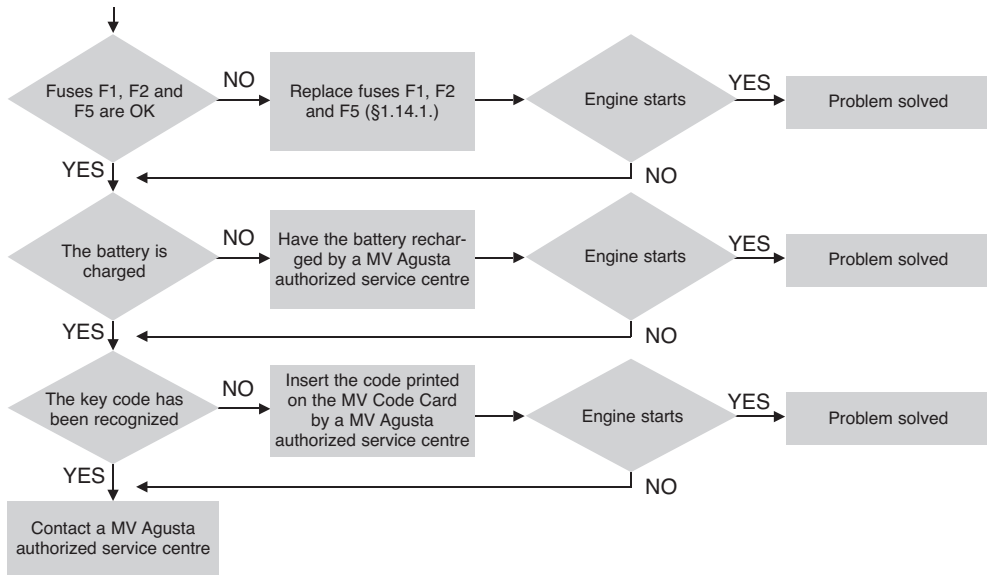 Fuses F1, F2 and
F5 are OK
NO
Replace fuses F1, F2
and F5 (§1.14.1.)
Engine starts
YES
Problem solved
YES
NO
The battery is
charged
NO
Have the battery rechar-
ged by a MV Agusta
authorized service centre
Engine starts
YES
Problem solved
YES
NO
The key code has
been recognized
NO
Insert the code printed
on the MV Code Card
by a MV Agusta
authorized service centre
Engine starts
YES
Problem solved
YES
NO
Contact a MV Agusta
authorized service centre